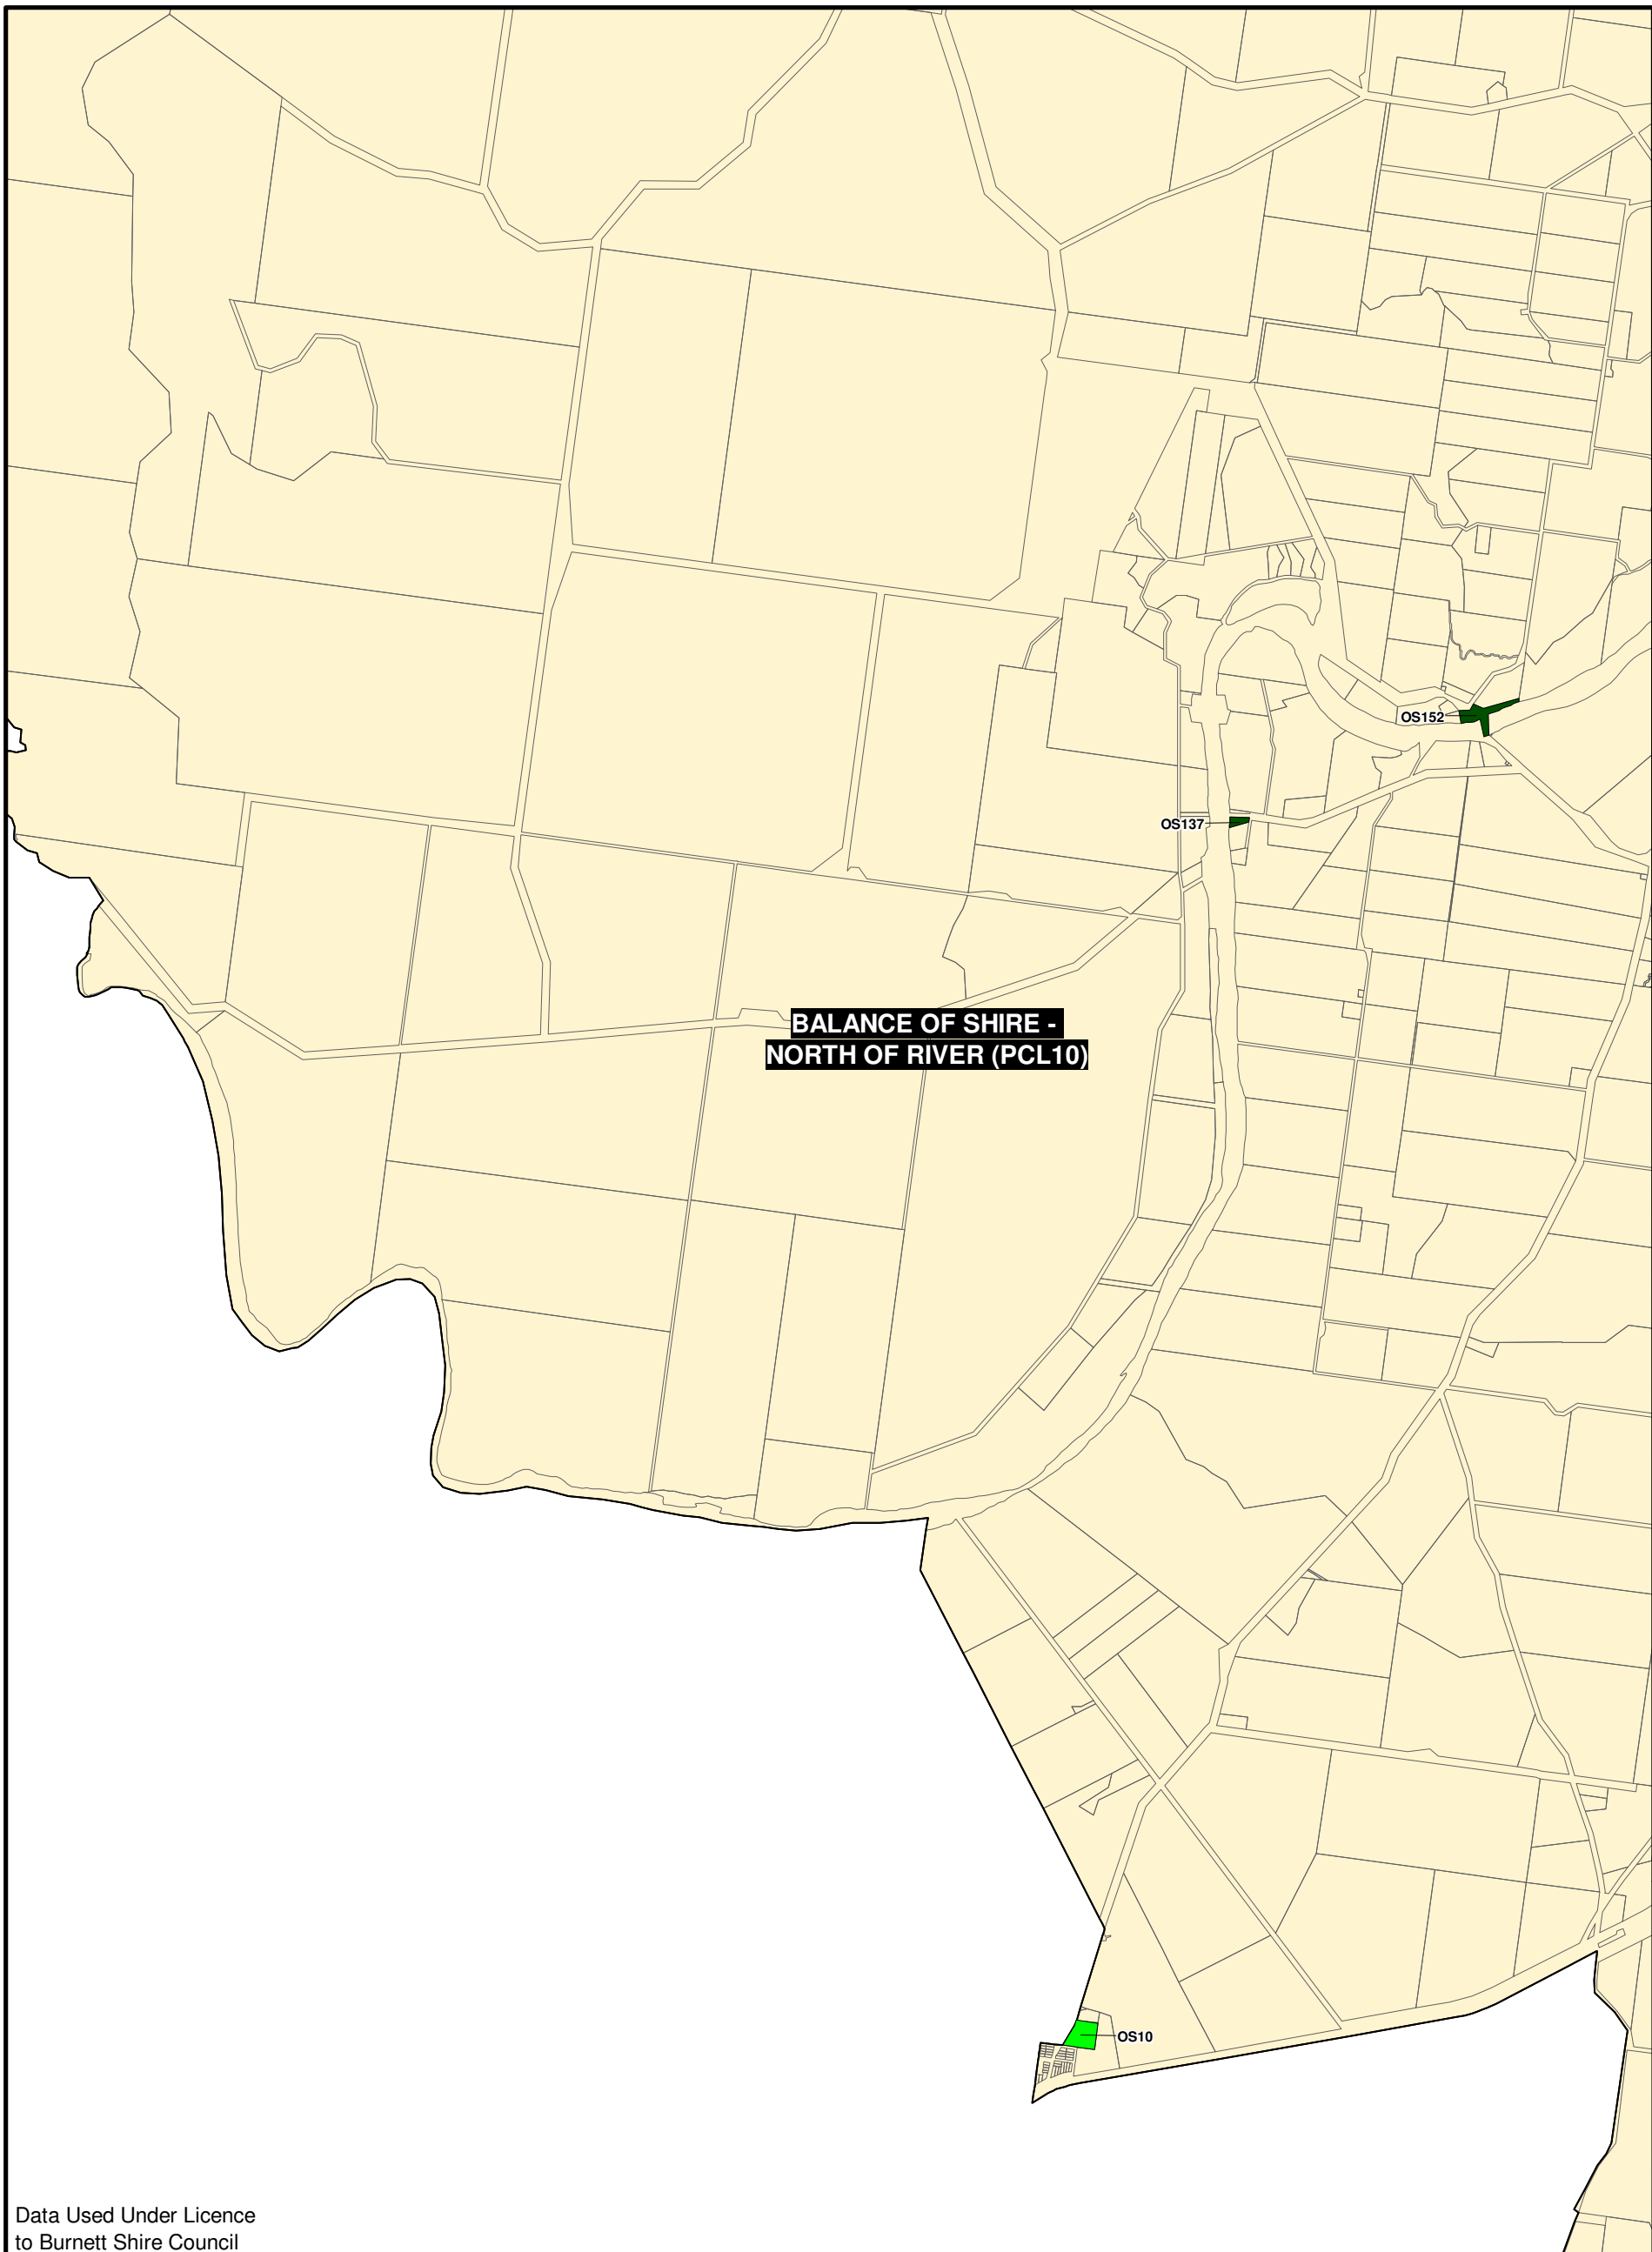 OS152
OS137
BALANCE OF SHIRE -
NORTH OF RIVER (PCL10)
OS10
Data Used Under Licence
to Burnett Shire Council